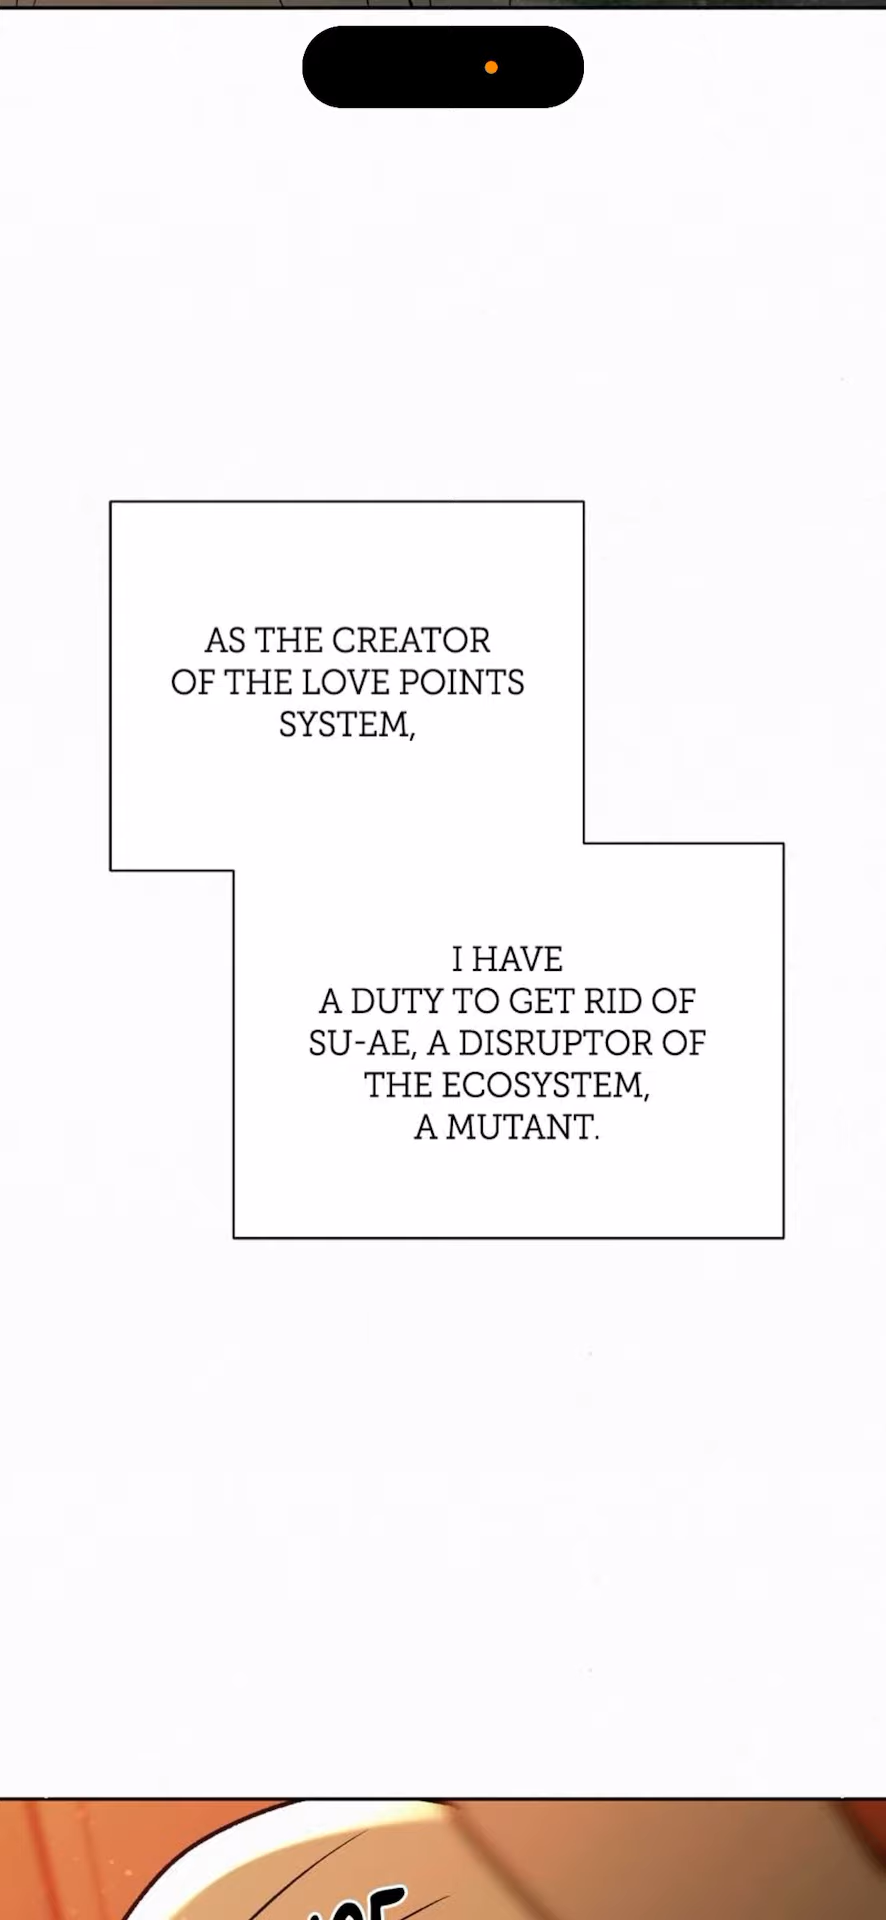 AS THE CREATOR
OF THE LOVE POINTS
SYSTEM,
I HAVE
A DUTY TO GET RID OF
SU-AE, A DISRUPTOR OF
THE ECOSYSTEM,
A MUTANT.